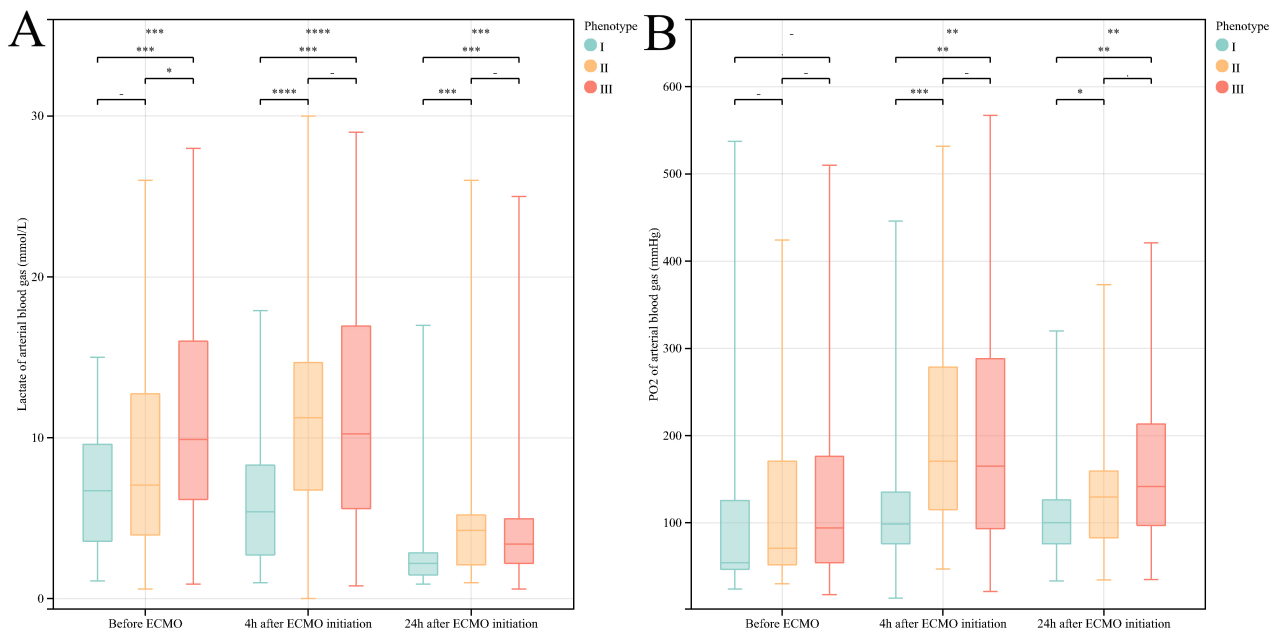 A
Phenotype
I
II
III
***
****
***
***
***
***
*
-
-
-
****
***
30
20
10
0
Lactate of arterial blood gas (mmol/L)
Before ECMO
4h after ECMO initiation
24h after ECMO initiation
B
Phenotype
I
II
III
-
**
**
.
**
**
-
-
.
-
***
*
600
500
400
300
200
100
PO2 of arterial blood gas (mmHg)
Before ECMO
4h after ECMO initiation
24h after ECMO initiation